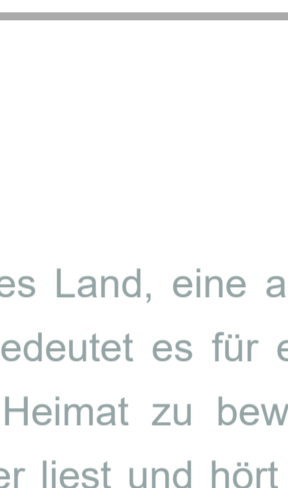 es Land, eine a
edeutet es für e
Heimat zu bew
er liest und hört